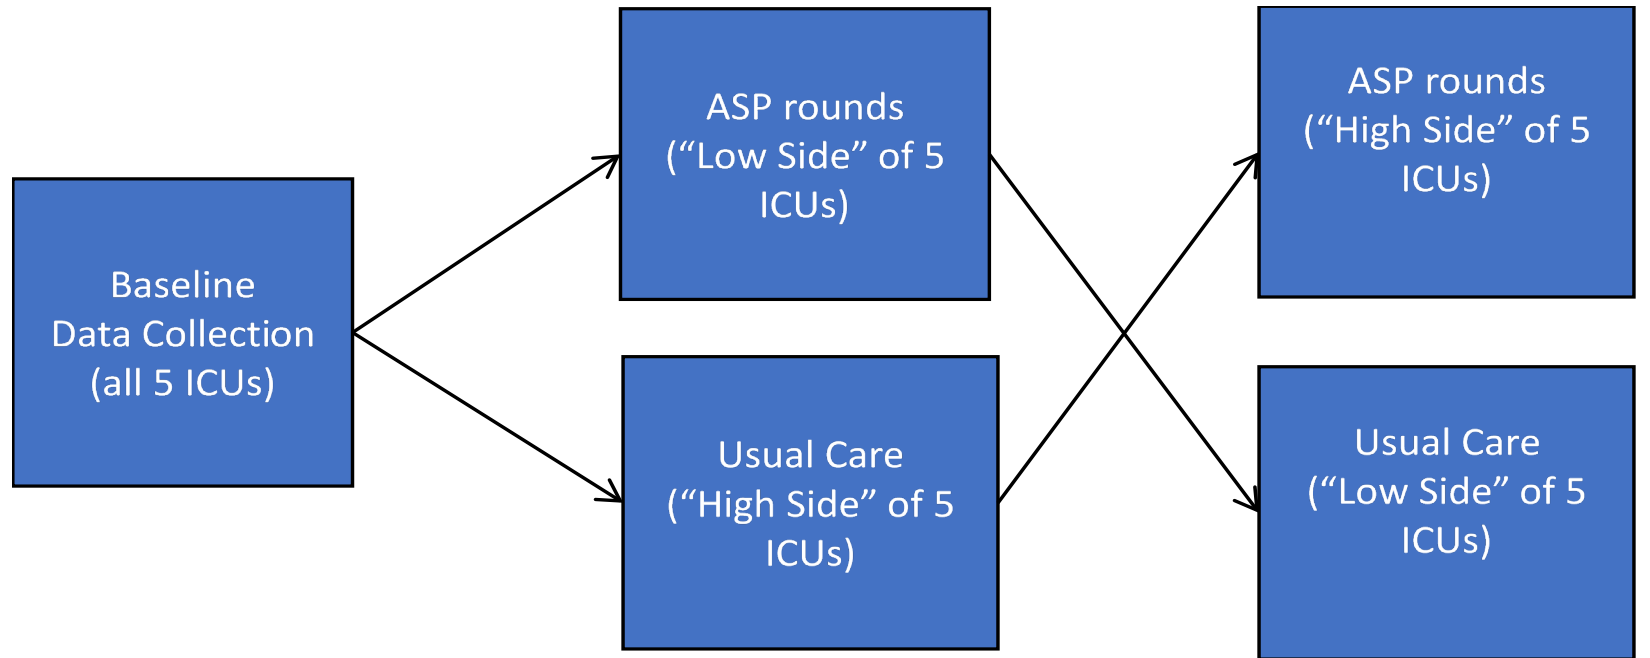 Baseline
Data Collection
(all 5 ICUs)
ASP rounds
(“Low Side” of 5
ICUs)
Usual Care
(“High Side” of 5
ICUs)
ASP rounds
(“High Side” of 5
ICUs)
Usual Care
(“Low Side” of 5
ICUs)